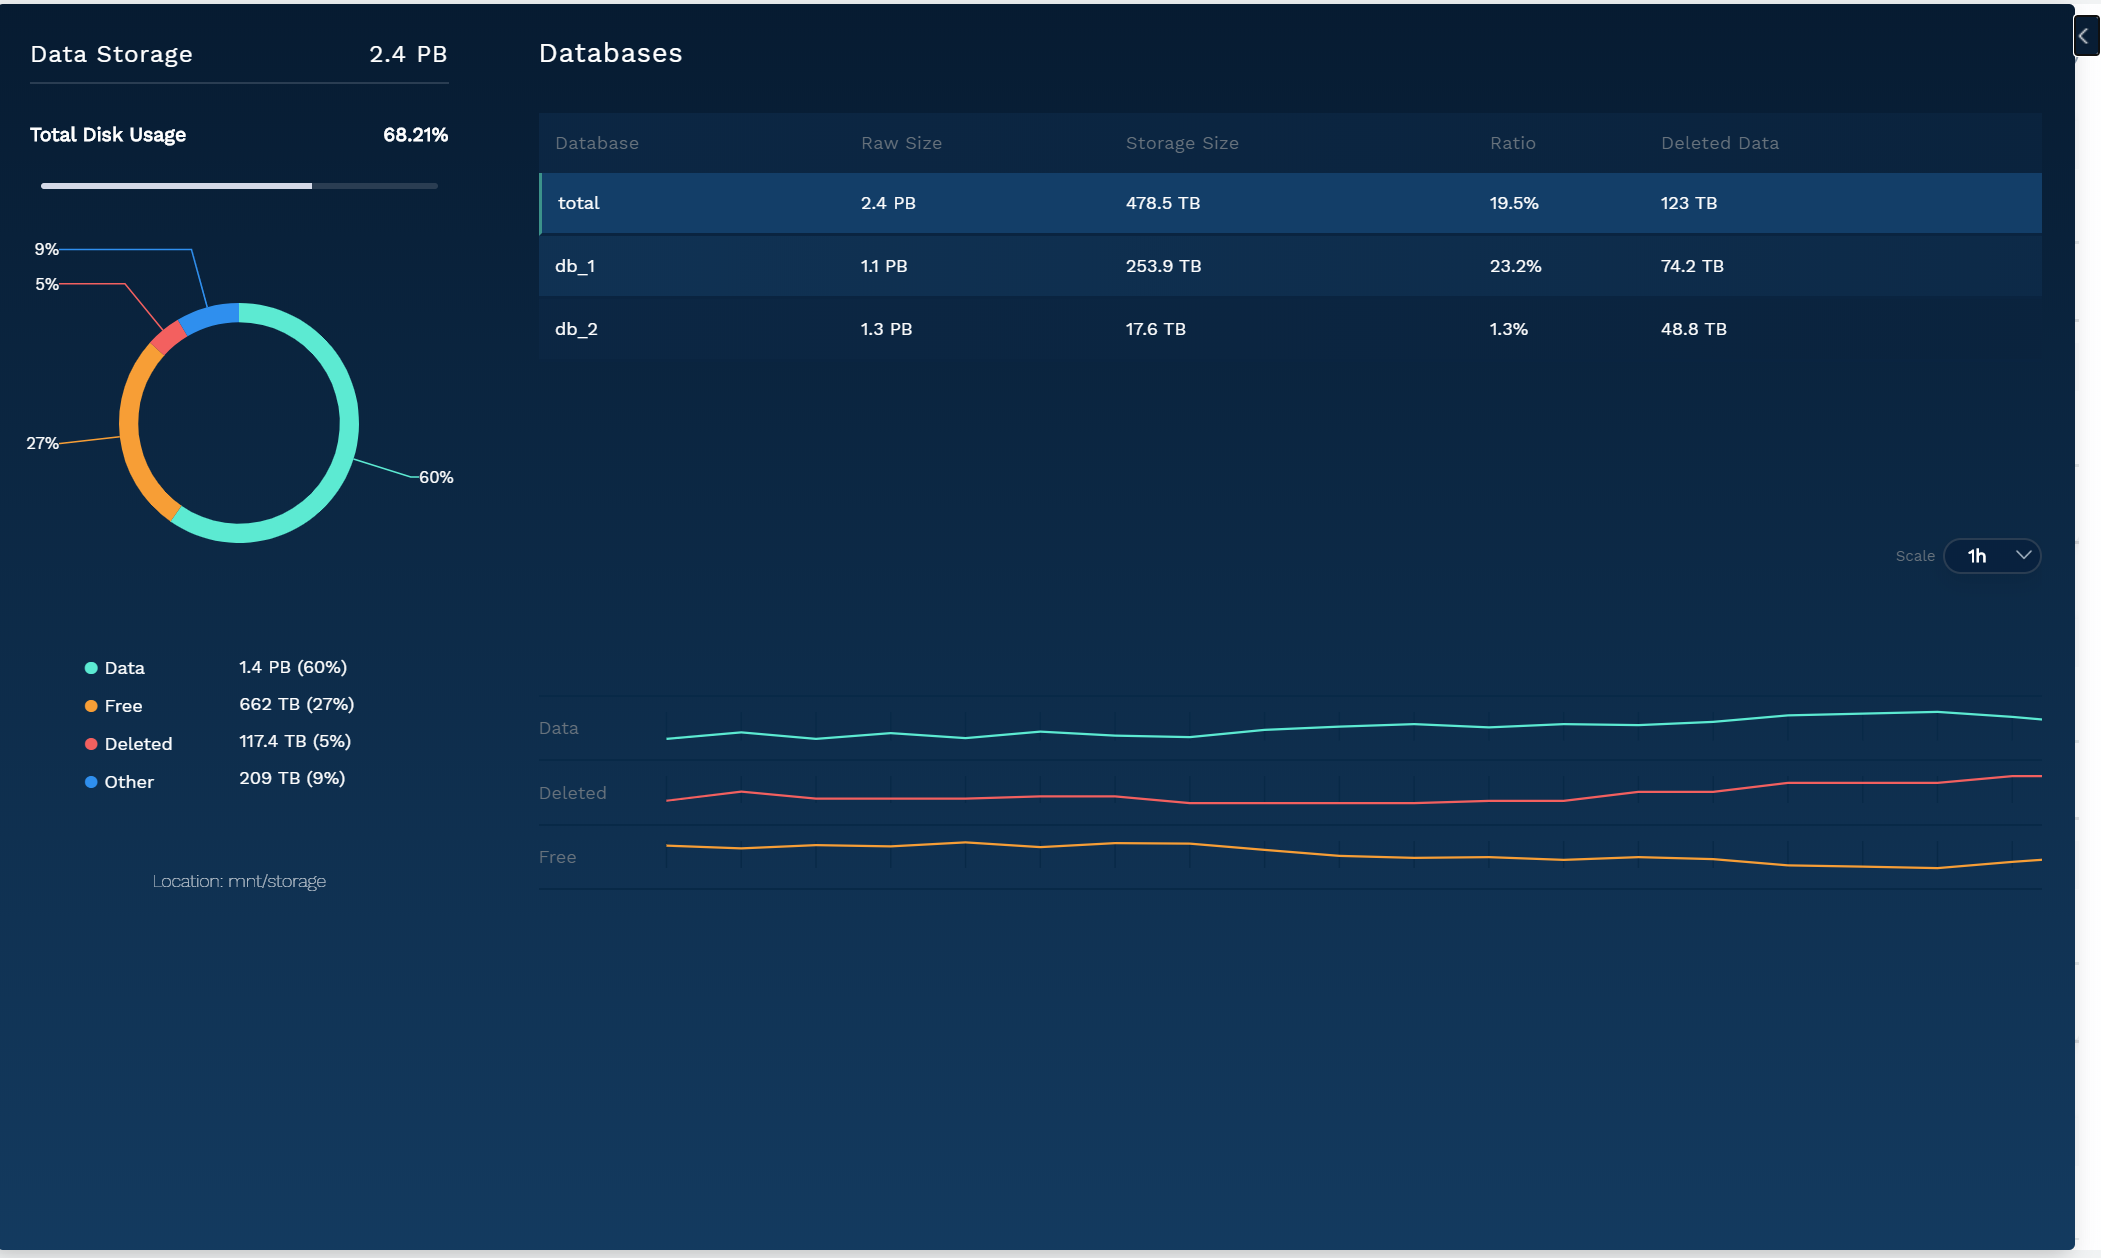 Data Storage 2.4 PB
Total Disk Usage 68.21%
9%
5%
27%
60%
Data 1.4 PB (60%)
Free 662 TB (27%)
Deleted 117.4 TB (5%)
Other 209 TB (9%)
Location: mnt/storage
Databases
Database Raw Size Storage Size Ratio Deleted Data
total 2.4 PB 478.5 TB 19.5% 123 TB
db_1 1.1 PB 253.9 TB 23.2% 74.2 TB
db_2 1.3 PB 17.6 TB 1.3% 48.8 TB
Scale 1h
Data
Deleted
Free